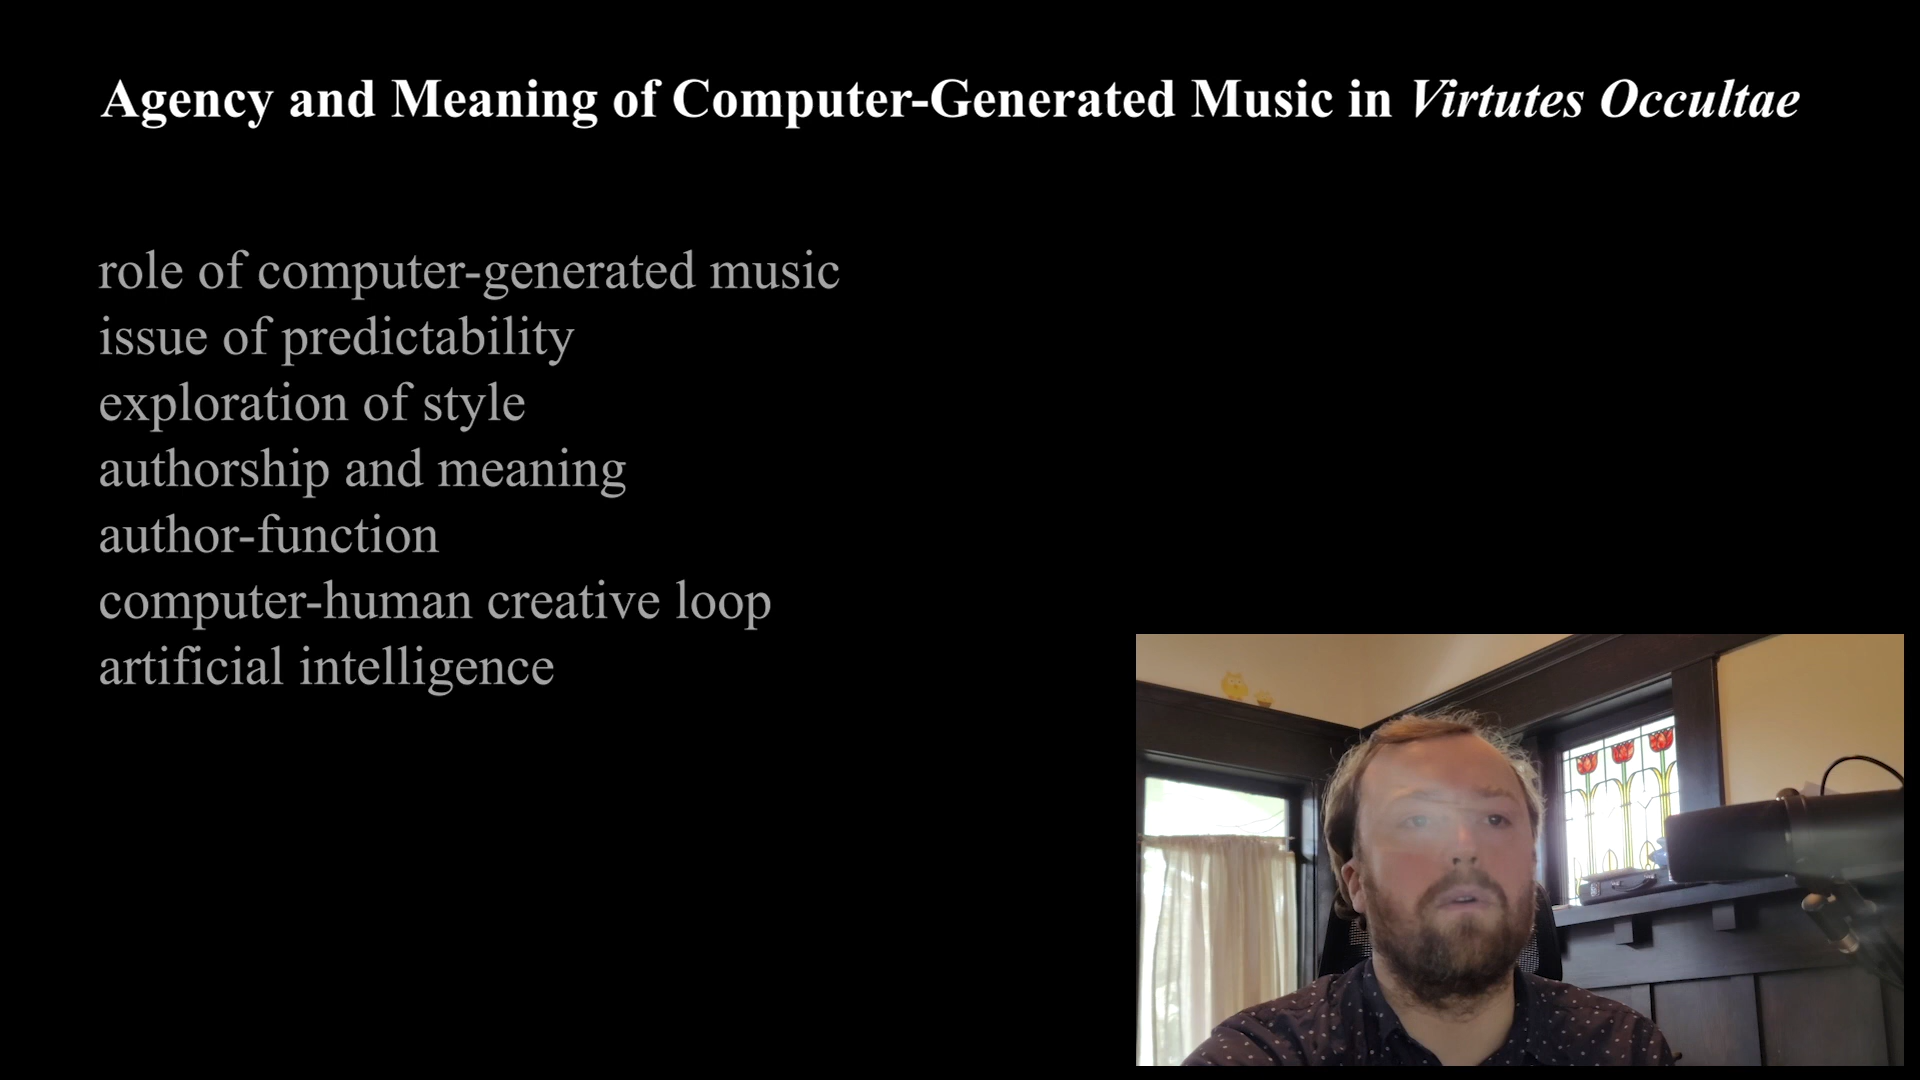 Agency and Meaning of Computer-Generated Music in Virtutes Occultae
role of computer-generated music
issue of predictability
exploration of style
authorship and meaning
author-function
computer-human creative loop
artificial intelligence